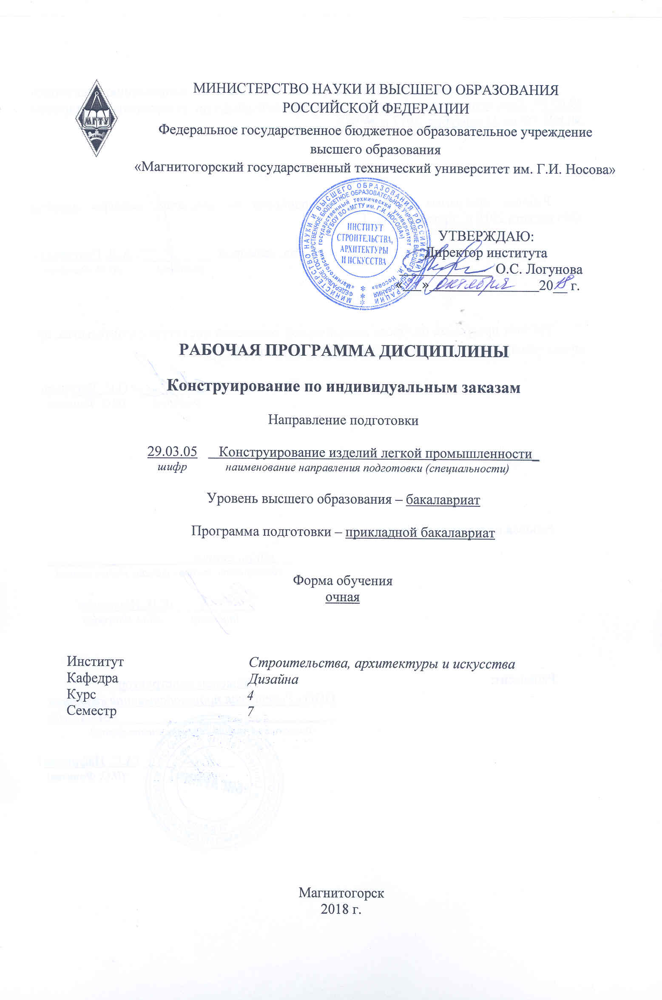 МИНИСТЕРСТВО НАУКИ И ВЫСШЕГО ОБРАЗОВАНИЯ
РОССИЙСКОЙ ФЕДЕРАЦИИ
Федеральное государственное бюджетное образовательное учреждение
высшего образования
«Магнитогорский государственный технический университет им. Г.И. Носова»
МГТУ
МИНИСТЕРСТВО НАУКИ И ВЫСШЕГО ОБРАЗОВАНИЯ РОССИЙСКОЙ ФЕДЕРАЦИИ
ФЕДЕРАЛЬНОЕ ГОСУДАРСТВЕННОЕ БЮДЖЕТНОЕ ОБРАЗОВАТЕЛЬНОЕ УЧРЕЖДЕНИЕ ВЫСШЕГО ОБРАЗОВАНИЯ
«Магнитогорский государственный технический университет им. Г.И. Носова»
(ФГБОУ ВО «МГТУ им. Г.И. НОСОВА»)
ИНСТИТУТ
СТРОИТЕЛЬСТВА,
АРХИТЕКТУРЫ
И ИСКУССТВА
УТВЕРЖДАЮ:
Директор института
О.С. Логунова
«__» октября 2018 г.
РАБОЧАЯ ПРОГРАММА ДИСЦИПЛИНЫ
Конструирование по индивидуальным заказам
Направление подготовки
29.03.05 Конструирование изделий легкой промышленности
шифр наименование направления подготовки (специальности)
Уровень высшего образования – бакалавриат
Программа подготовки – прикладной бакалавриат
Форма обучения
очная
Институт Строительства, архитектуры и искусства
Кафедра Дизайна
Курс 4
Семестр 7
Магнитогорск
2018 г.